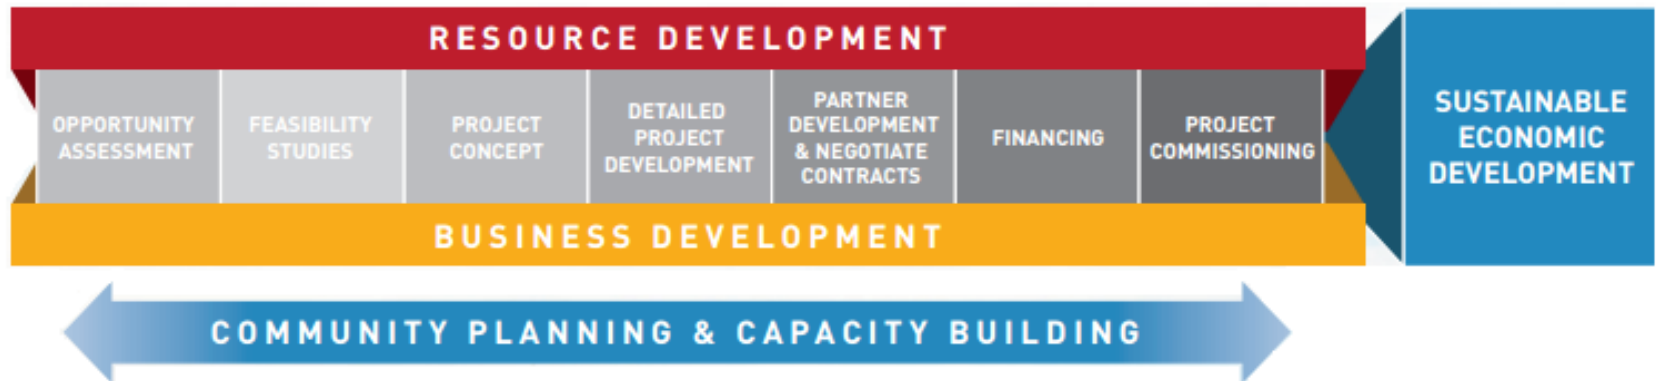 RESOURCE DEVELOPMENT
OPPORTUNITY
ASSESSMENT
FEASIBILITY
STUDIES
PROJECT
CONCEPT
DETAILED
PROJECT
DEVELOPMENT
PARTNER
DEVELOPMENT
& NEGOTIATE
CONTRACTS
FINANCING
PROJECT
COMMISSIONING
SUSTAINABLE
ECONOMIC
DEVELOPMENT
BUSINESS DEVELOPMENT
COMMUNITY PLANNING & CAPACITY BUILDING